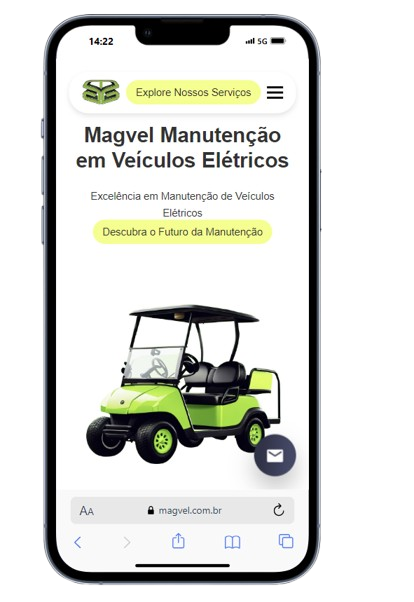 14:22
5G
Explore Nossos Serviços
Magvel Manutenção
em Veículos Elétricos
Excelência em Manutenção de Veículos
Elétricos
Descubra o Futuro da Manutenção
AA
magvel.com.br